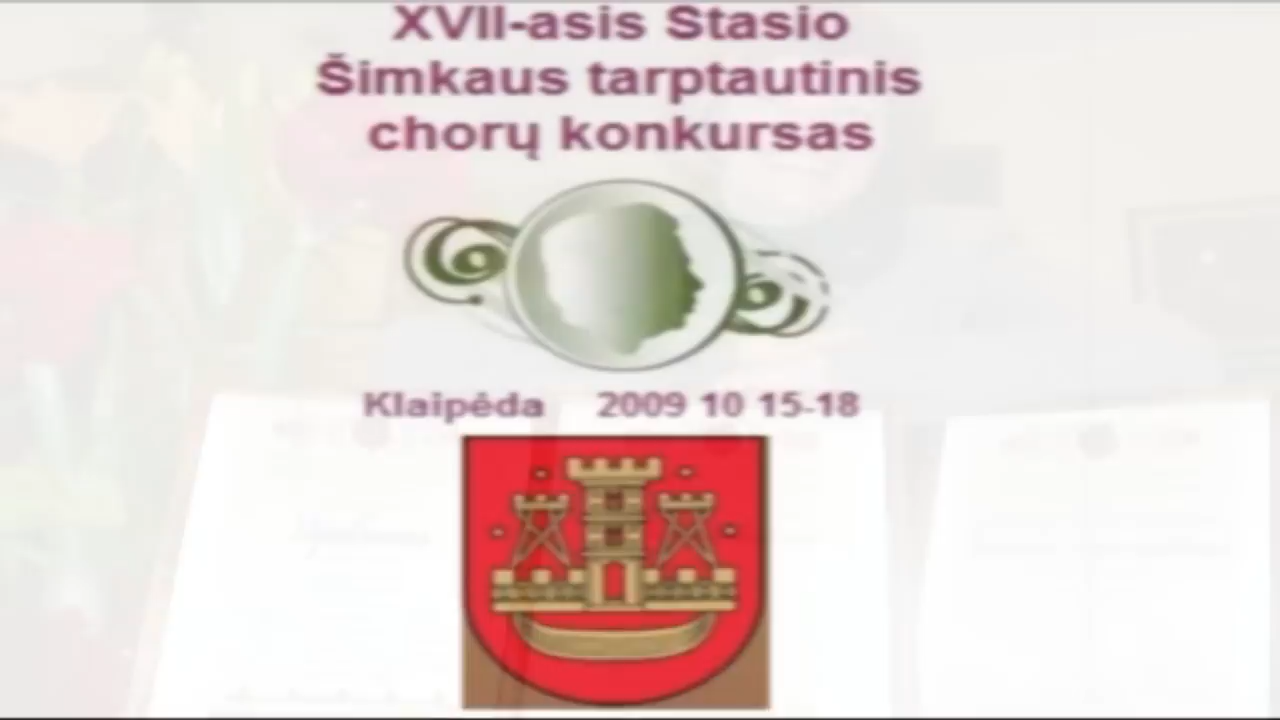 XVII-asis Stasio
Šimkaus tarptautinis
chorų konkursas
Klaipėda 2009 10 15-18